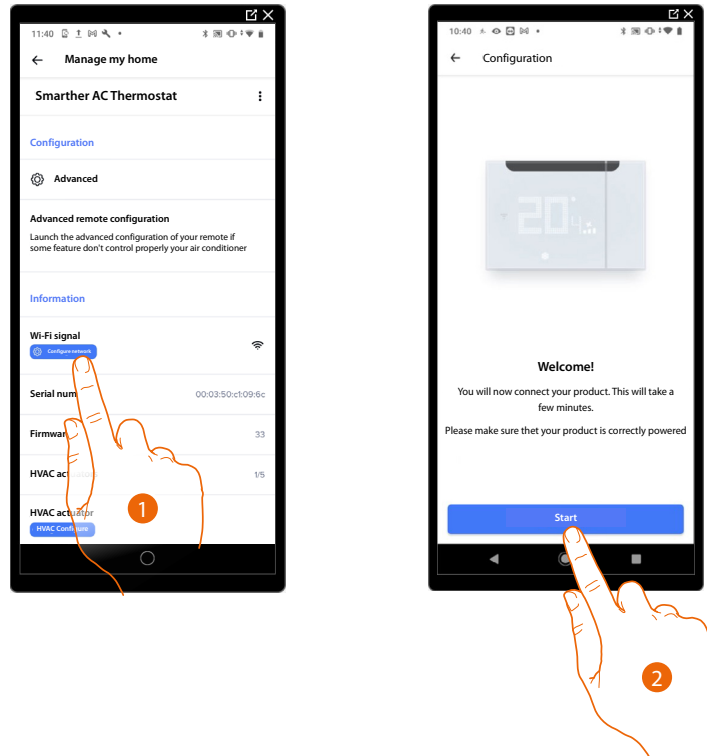 11:40
Manage my home
Smarther AC Thermostat
Configuration
Advanced
Advanced remote configuration
Launch the advanced configuration of your remote if
some feature don't control properly your air conditioner
Information
Wi-Fi signal
Configure network
Serial num
00:03:50:c1:09:6c
Firmwar
33
HVAC ac
1/5
HVAC actuator
HVAC Configure
1
10:40
Configuration
20
Welcome!
You will now connect your product. This will take a
few minutes.
Please make sure thet your product is correctly powered
Start
2